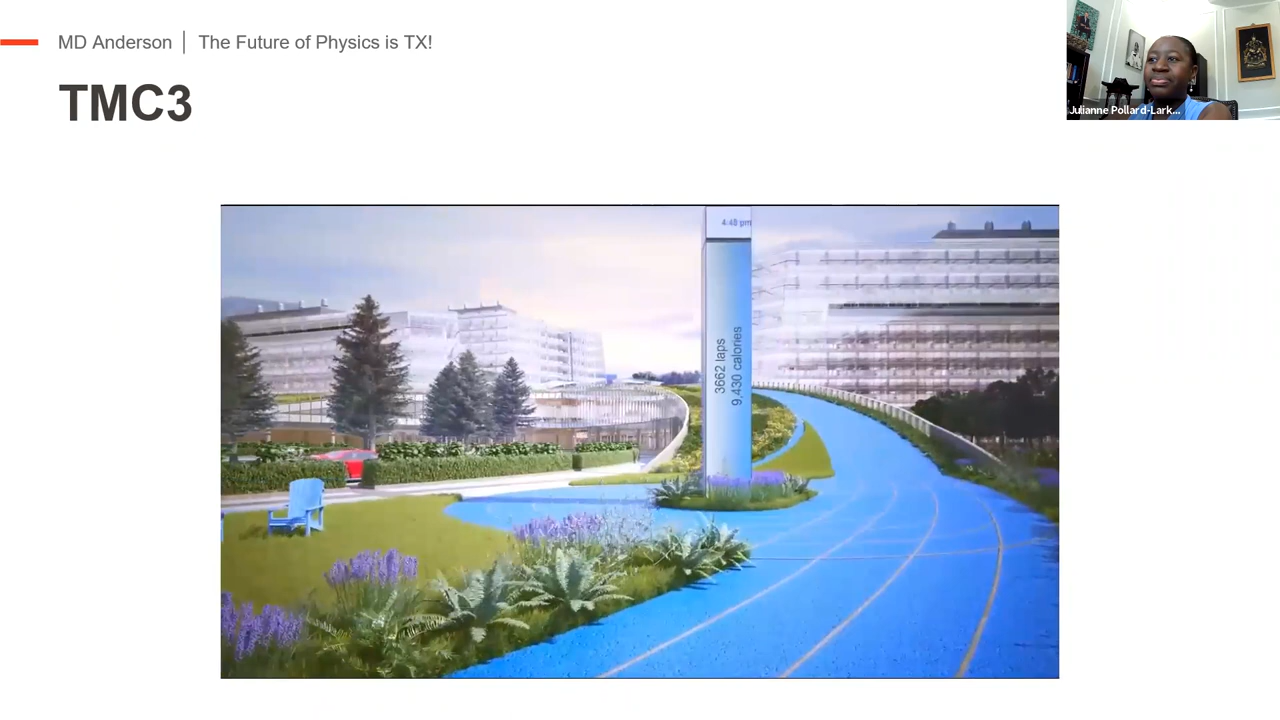 MD Anderson | The Future of Physics is TX!
TMC3
Julianne Pollard-Lark...
4:49 pm
3662 laps
9,430 calories